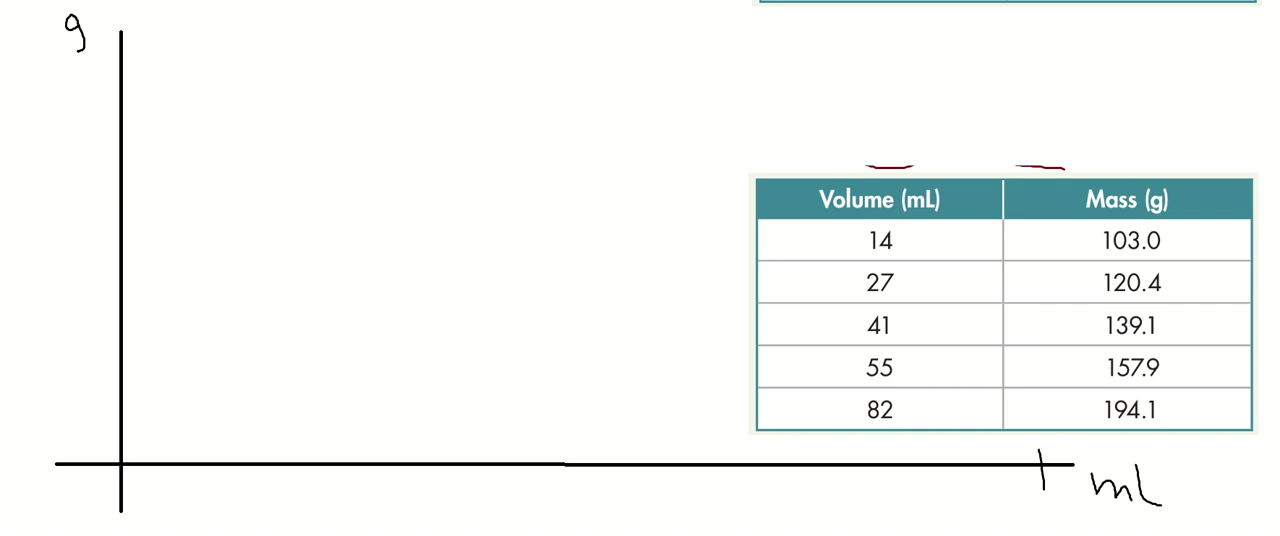 g
Volume (mL) Mass (g)
14 103.0
27 120.4
41 139.1
55 157.9
82 194.1
ml